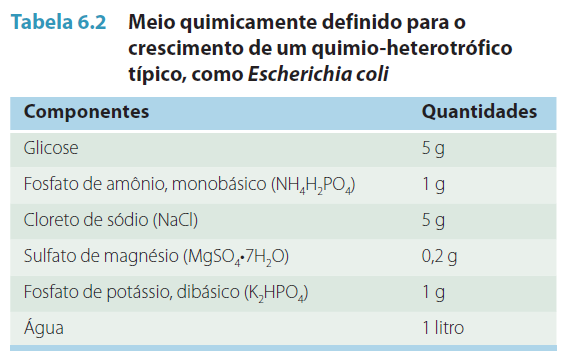 Tabela 6.2 Meio quimicamente definido para o
crescimento de um quimio-heterotrófico
típico, como Escherichia coli
Componentes Quantidades
Glicose 5 g
Fosfato de amônio, monobásico (NH₄H₂PO₄) 1 g
Cloreto de sódio (NaCl) 5 g
Sulfato de magnésio (MgSO₄•7H₂O) 0,2 g
Fosfato de potássio, dibásico (K₂HPO₄) 1 g
Água 1 litro